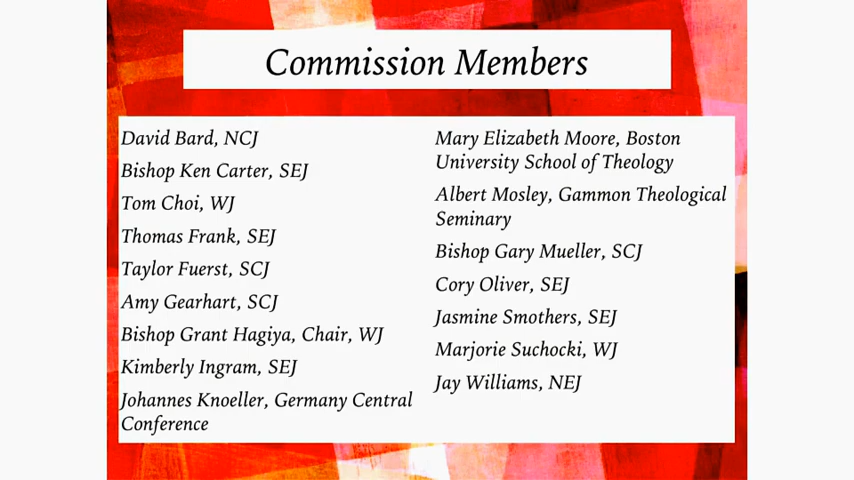 Commission Members
David Bard, NCJ
Bishop Ken Carter, SEJ
Tom Choi, WJ
Thomas Frank, SEJ
Taylor Fuerst, SCJ
Amy Gearhart, SCJ
Bishop Grant Hagiya, Chair, WJ
Kimberly Ingram, SEJ
Johannes Knoeller, Germany Central
Conference
Mary Elizabeth Moore, Boston
University School of Theology
Albert Mosley, Gammon Theological
Seminary
Bishop Gary Mueller, SCJ
Cory Oliver, SEJ
Jasmine Smothers, SEJ
Marjorie Suchocki, WJ
Jay Williams, NEJ